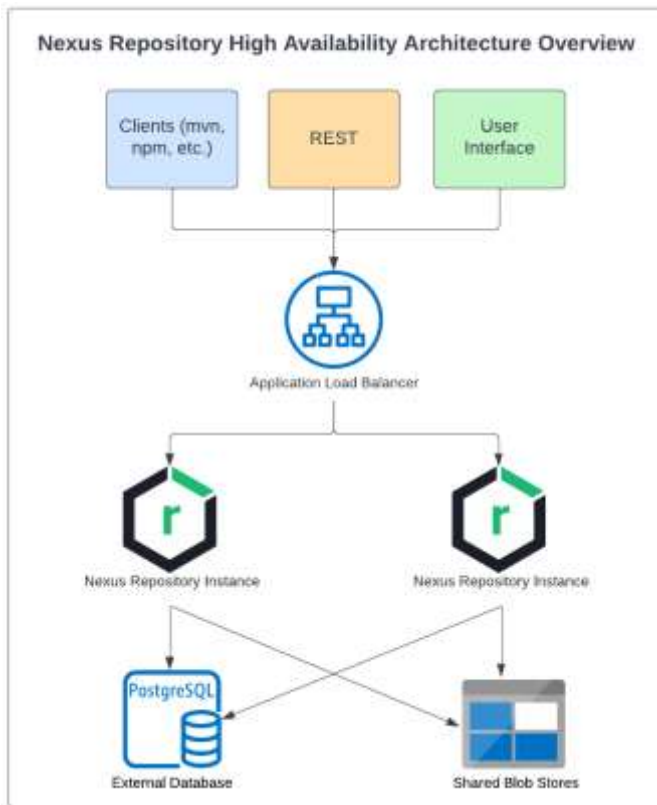 Nexus Repository High Availability Architecture Overview
Clients (mvn,
npm, etc.)
REST
User
Interface
Application Load Balancer
r
r
Nexus Repository Instance
Nexus Repository Instance
PostgreSQL
External Database
Shared Blob Stores